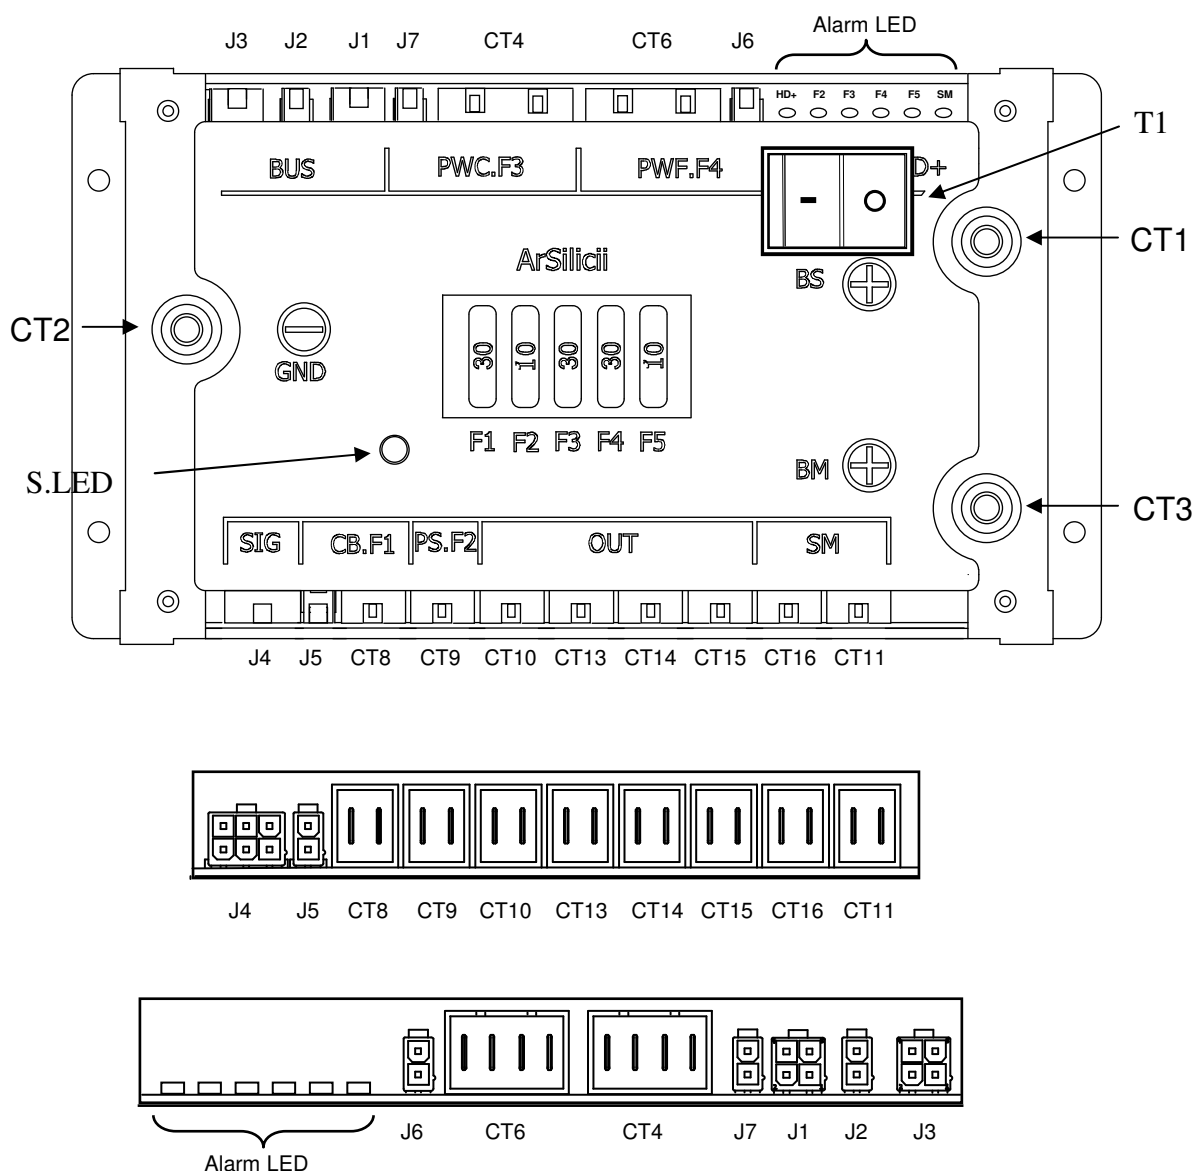 Alarm LED
J3 J2 J1 J7 CT4 CT6 J6
HD+ F2 F3 F4 F5 SM
T1
BUS PWC.F3 PWF.F4 D+
CT1
ArSilicii
BS
CT2
30 10 30 30 10
GND
F1 F2 F3 F4 F5
BM
S.LED
CT3
SIG CB.F1 PS.F2 OUT SM
J4 J5 CT8 CT9 CT10 CT13 CT14 CT15 CT16 CT11
J4 J5 CT8 CT9 CT10 CT13 CT14 CT15 CT16 CT11
J6 CT6 CT4 J7 J1 J2 J3
Alarm LED